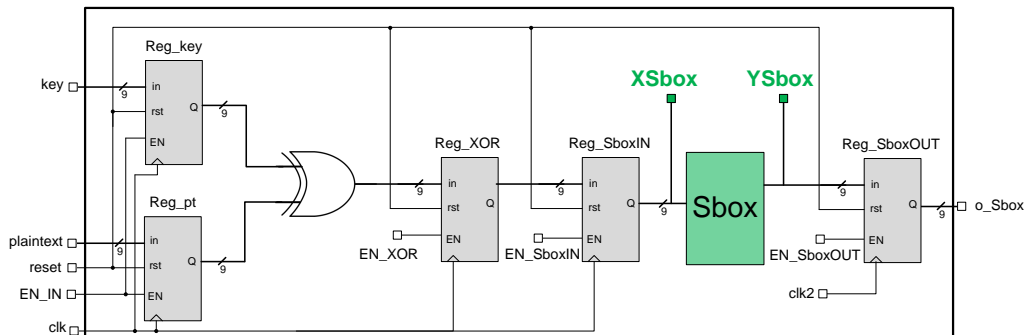 Reg_key
key
in
9
rst
Q
9
EN
Reg_pt
plaintext
in
9
reset
rst
Q
9
EN_IN
EN
clk
Reg_XOR
in
9
rst
Q
EN
EN_XOR
Reg_SboxIN
in
9
rst
Q
9
EN
EN_SboxIN
XSbox
YSbox
Sbox
Reg_SboxOUT
in
9
rst
Q
9
EN
EN_SboxOUT
clk2
o_Sbox